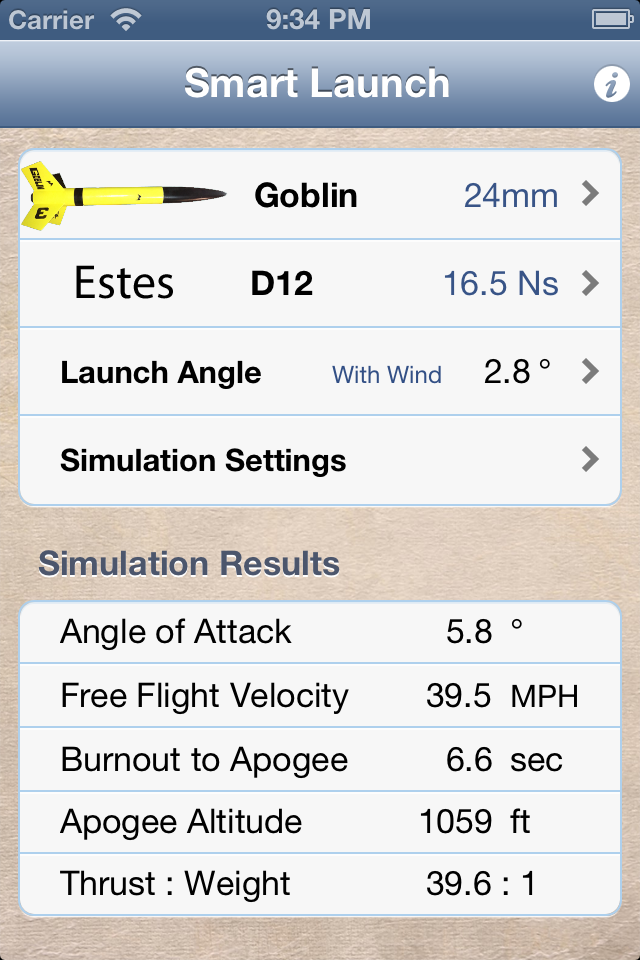 Carrier 9:34 PM
Smart Launch
Goblin 24mm
Estes D12 16.5 Ns
Launch Angle With Wind 2.8 °
Simulation Settings
Simulation Results
Angle of Attack 5.8 °
Free Flight Velocity 39.5 MPH
Burnout to Apogee 6.6 sec
Apogee Altitude 1059 ft
Thrust : Weight 39.6 : 1